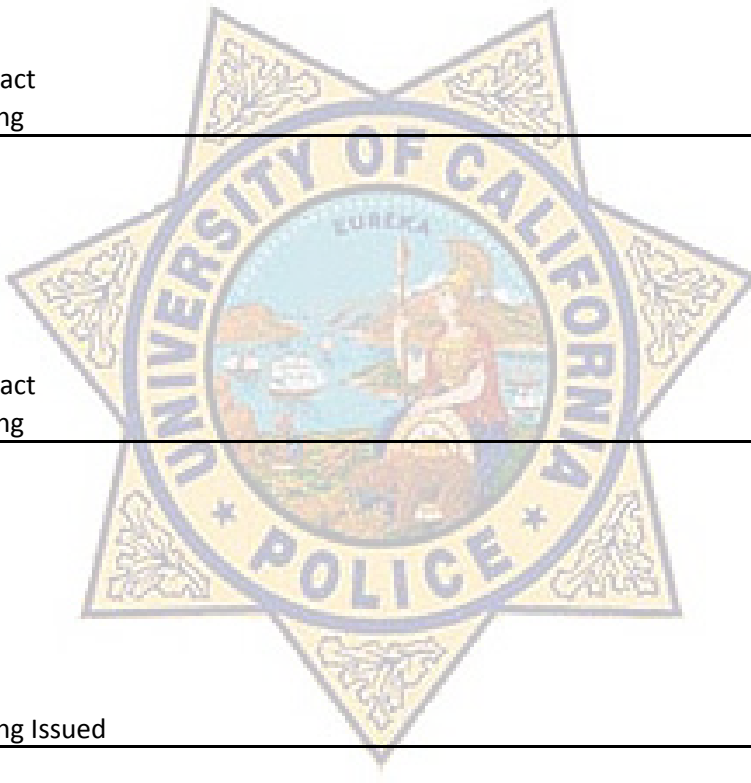 act
ng
UNIVERSITY OF CALIFORNIA
EUREKA
act
ng
* POLICE *
ng Issued